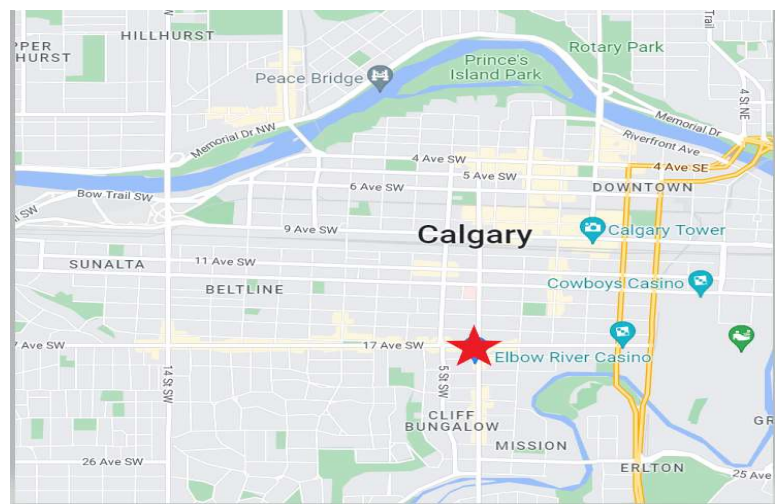 HILLHURST
PPER
HURST
Trail
Rotary Park
Prince's
Island Park
Peace Bridge
4 St NE
Memorial Dr
Memorial Dr NW
Riverfront Ave
4 Ave SW
4 Ave SE
5 Ave SW
6 Ave SW
DOWNTOWN
Bow Trail SW
il SW
9 Ave SW
Calgary
Calgary Tower
11 Ave SW
SUNALTA
BELTLINE
Cowboys Casino
7 Ave SW
17 Ave SW
Elbow River Casino
14 St SW
5 St SW
CLIFF
BUNGALOW
GR
MISSION
26 Ave SW
ERLTON
25 Ave